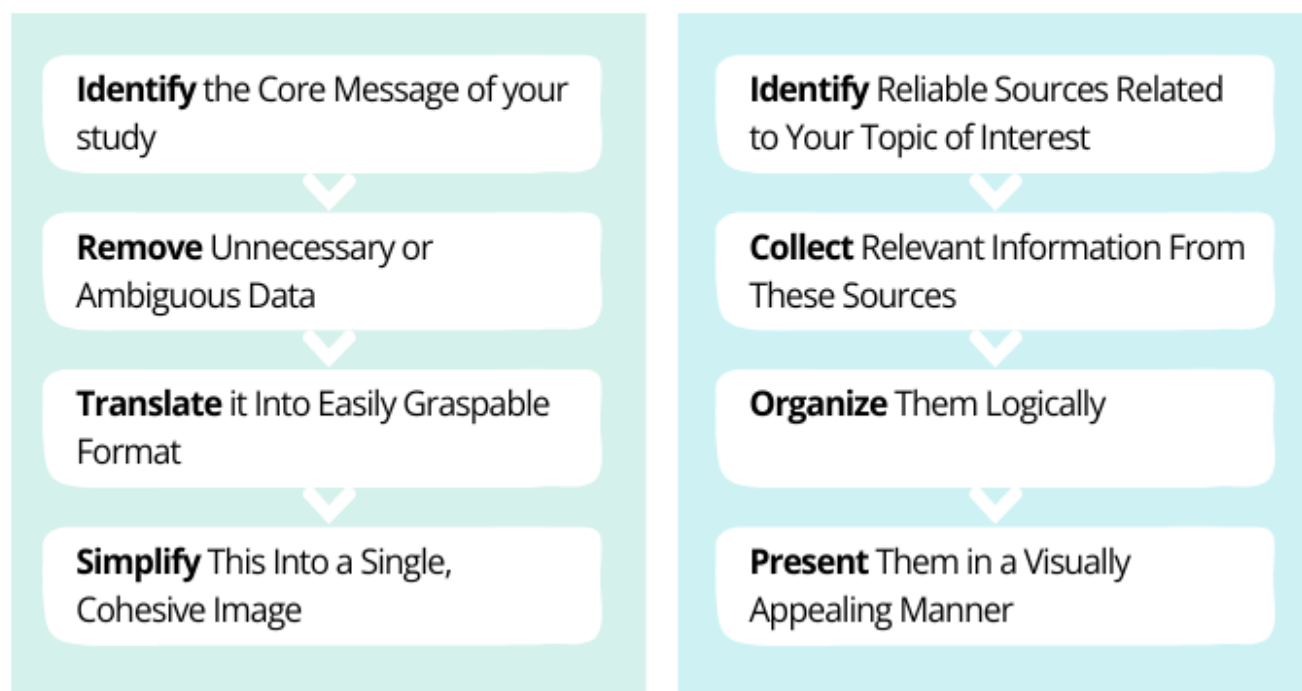 Identify the Core Message of your
study
Remove Unnecessary or
Ambiguous Data
Translate it Into Easily Graspable
Format
Simplify This Into a Single,
Cohesive Image
Identify Reliable Sources Related
to Your Topic of Interest
Collect Relevant Information From
These Sources
Organize Them Logically
Present Them in a Visually
Appealing Manner